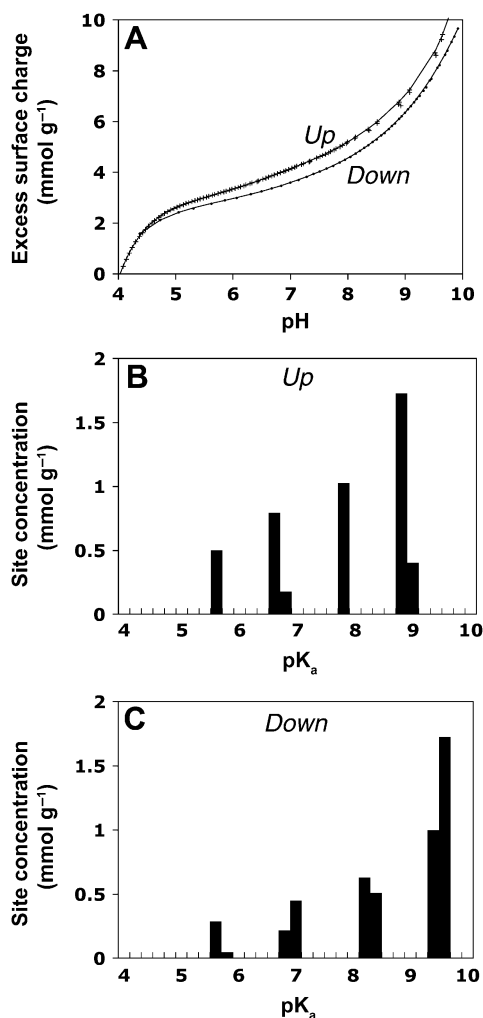 A
Excess surface charge
(mmol g⁻¹)
10
8
6
4
2
0
Up
Down
4 5 6 7 8 9 10
pH
B
Up
Site concentration
(mmol g⁻¹)
2
1.5
1
0.5
0
4 5 6 7 8 9 10
pKₐ
C
Down
Site concentration
(mmol g⁻¹)
2
1.5
1
0.5
0
4 5 6 7 8 9 10
pKₐ